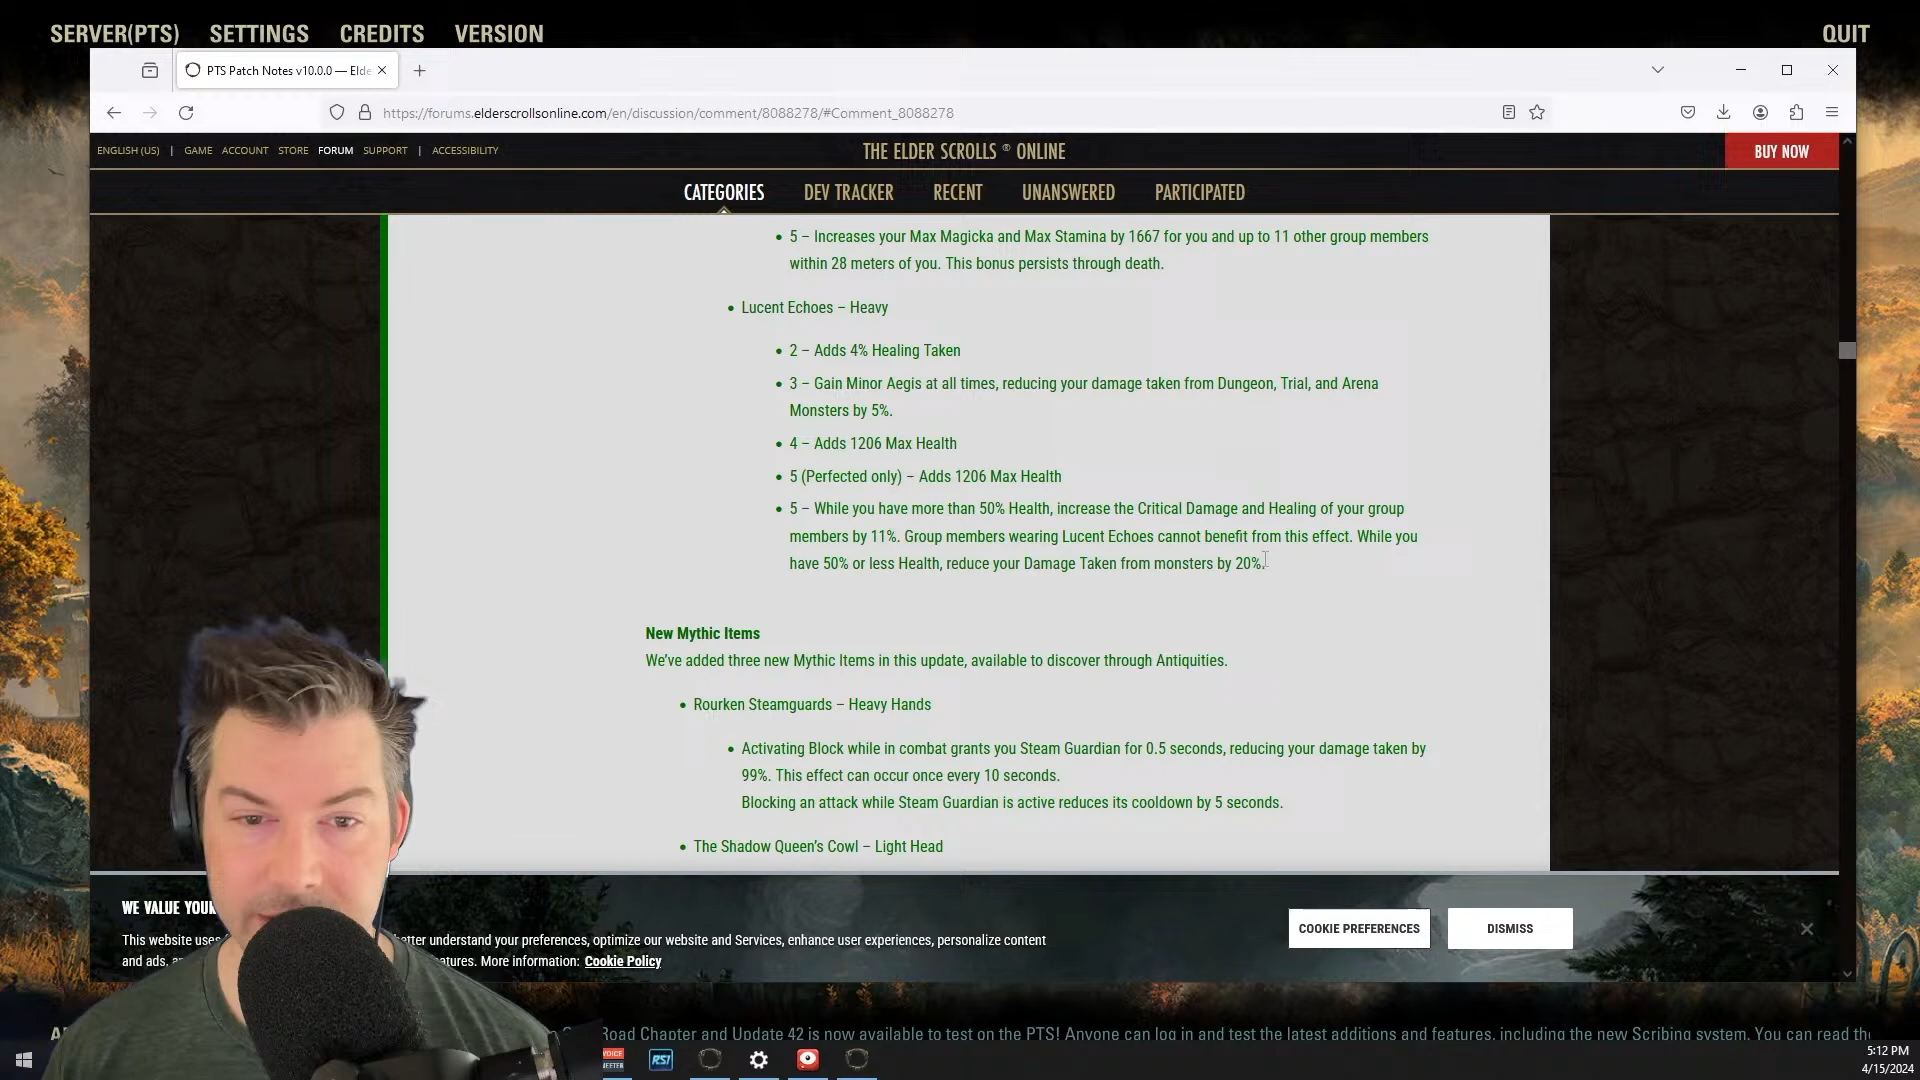 SERVER(PTS) SETTINGS CREDITS VERSION QUIT
PTS Patch Notes v10.0.0 — Elde
https://forums.elderscrollsonline.com/en/discussion/comment/8088278/#Comment_8088278
ENGLISH (US) | GAME ACCOUNT STORE FORUM SUPPORT | ACCESSIBILITY
THE ELDER SCROLLS ® ONLINE
BUY NOW
CATEGORIES DEV TRACKER RECENT UNANSWERED PARTICIPATED
• 5 – Increases your Max Magicka and Max Stamina by 1667 for you and up to 11 other group members
within 28 meters of you. This bonus persists through death.
• Lucent Echoes – Heavy
• 2 – Adds 4% Healing Taken
• 3 – Gain Minor Aegis at all times, reducing your damage taken from Dungeon, Trial, and Arena
Monsters by 5%.
• 4 – Adds 1206 Max Health
• 5 (Perfected only) – Adds 1206 Max Health
• 5 – While you have more than 50% Health, increase the Critical Damage and Healing of your group
members by 11%. Group members wearing Lucent Echoes cannot benefit from this effect. While you
have 50% or less Health, reduce your Damage Taken from monsters by 20%.
New Mythic Items
We've added three new Mythic Items in this update, available to discover through Antiquities.
• Rourken Steamguards – Heavy Hands
• Activating Block while in combat grants you Steam Guardian for 0.5 seconds, reducing your damage taken by
99%. This effect can occur once every 10 seconds.
Blocking an attack while Steam Guardian is active reduces its cooldown by 5 seconds.
• The Shadow Queen's Cowl – Light Head
WE VALUE YOUR
This website uses etter understand your preferences, optimize our website and Services, enhance user experiences, personalize content
and ads, atures. More information: Cookie Policy
COOKIE PREFERENCES
DISMISS
Road Chapter and Update 42 is now available to test on the PTS! Anyone can log in and test the latest additions and features, including the new Scribing system. You can read the
VOICE
MEETER
RSI
5:12 PM
4/15/2024